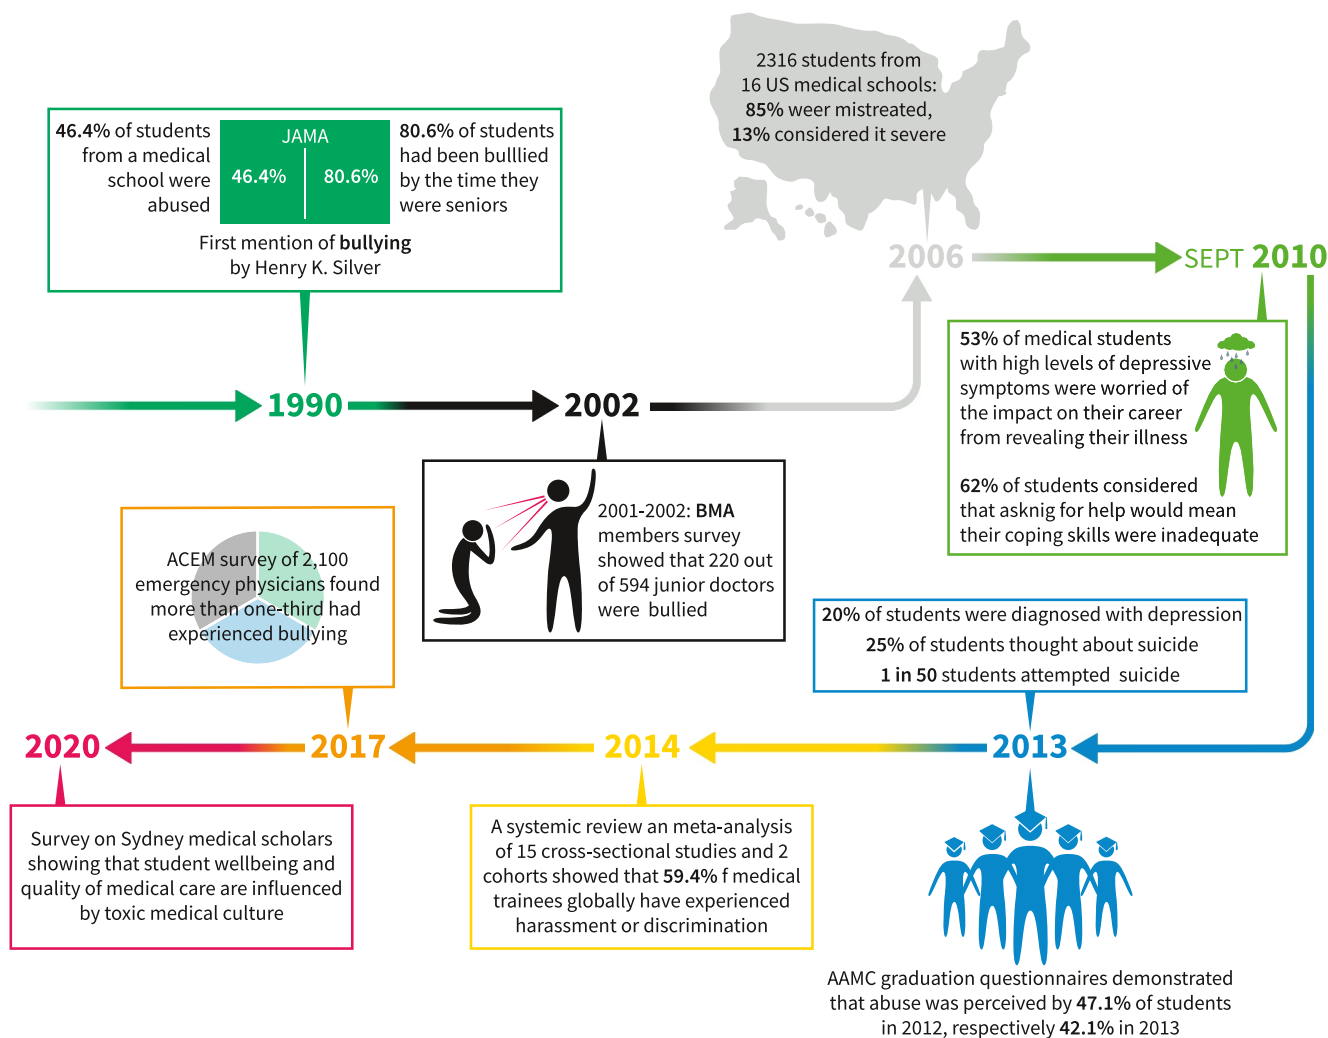 46.4% of students
from a medical
school were
abused
JAMA
46.4%
80.6%
80.6% of students
had been bulllied
by the time they
were seniors
First mention of bullying
by Henry K. Silver
1990
2002
2001-2002: BMA
members survey
showed that 220 out
of 594 junior doctors
were bullied
2316 students from
16 US medical schools:
85% weer mistreated,
13% considered it severe
2006
SEPT 2010
53% of medical students
with high levels of depressive
symptoms were worried of
the impact on their career
from revealing their illness
62% of students considered
that asknig for help would mean
their coping skills were inadequate
20% of students were diagnosed with depression
25% of students thought about suicide
1 in 50 students attempted suicide
2013
AAMC graduation questionnaires demonstrated
that abuse was perceived by 47.1% of students
in 2012, respectively 42.1% in 2013
2014
A systemic review an meta-analysis
of 15 cross-sectional studies and 2
cohorts showed that 59.4% f medical
trainees globally have experienced
harassment or discrimination
ACEM survey of 2,100
emergency physicians found
more than one-third had
experienced bullying
2017
2020
Survey on Sydney medical scholars
showing that student wellbeing and
quality of medical care are influenced
by toxic medical culture